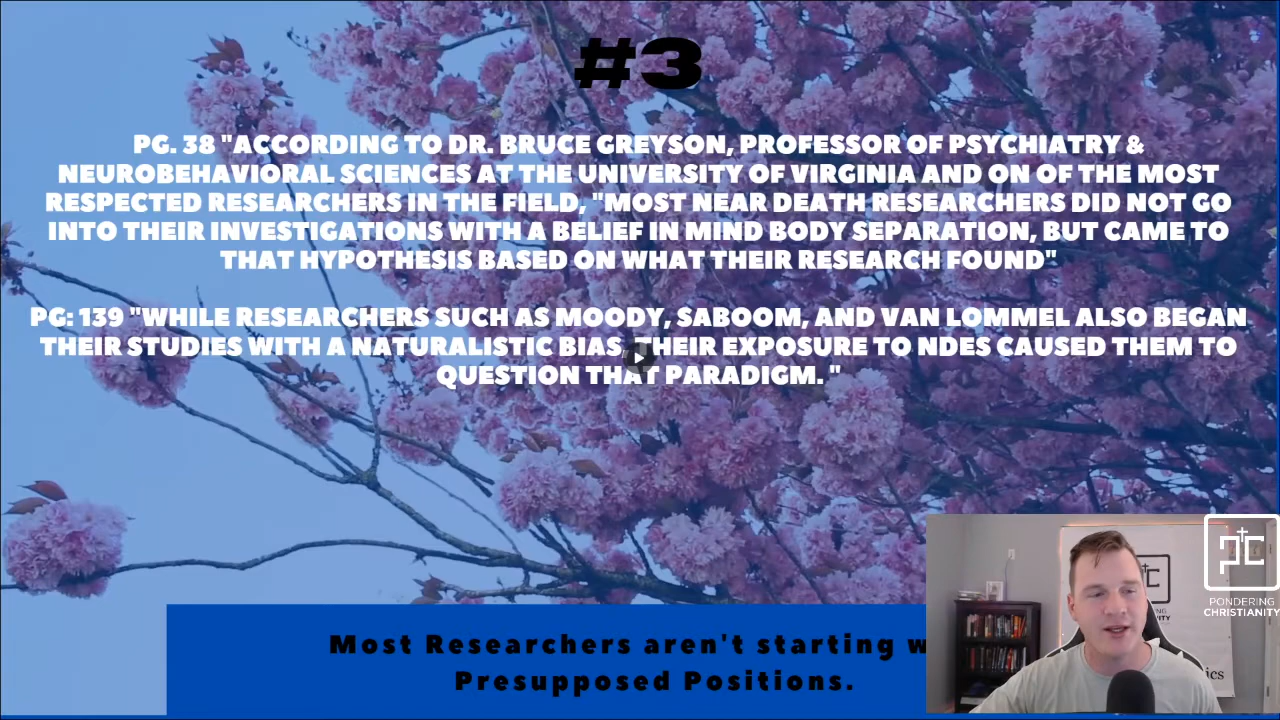 #3
PG. 38 "ACCORDING TO DR. BRUCE GREYSON, PROFESSOR OF PSYCHIATRY &
NEUROBEHAVIORAL SCIENCES AT THE UNIVERSITY OF VIRGINIA AND ON OF THE MOST
RESPECTED RESEARCHERS IN THE FIELD, "MOST NEAR DEATH RESEARCHERS DID NOT GO
INTO THEIR INVESTIGATIONS WITH A BELIEF IN MIND BODY SEPARATION, BUT CAME TO
THAT HYPOTHESIS BASED ON WHAT THEIR RESEARCH FOUND"
PG: 139 "WHILE RESEARCHERS SUCH AS MOODY, SABOOM, AND VAN LOMMEL ALSO BEGAN
THEIR STUDIES WITH A NATURALISTIC BIAS, THEIR EXPOSURE TO NDES CAUSED THEM TO
QUESTION THAT PARADIGM. "
Most Researchers aren't starting w
Presupposed Positions.
PONDERING
CHRISTIANITY